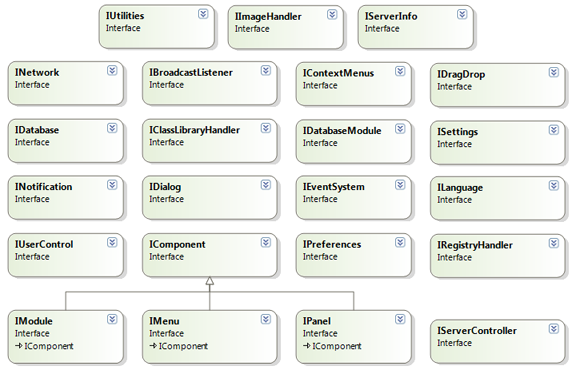 IUtilities
Interface
IImageHandler
Interface
IServerInfo
Interface
INetwork
Interface
IBroadcastListener
Interface
IContextMenus
Interface
IDragDrop
Interface
IDatabase
Interface
IClassLibraryHandler
Interface
IDatabaseModule
Interface
ISettings
Interface
INotification
Interface
IDialog
Interface
IEventSystem
Interface
ILanguage
Interface
IUserControl
Interface
IComponent
Interface
IPreferences
Interface
IRegistryHandler
Interface
IModule
Interface
IComponent
IMenu
Interface
IComponent
IPanel
Interface
IComponent
IServerController
Interface